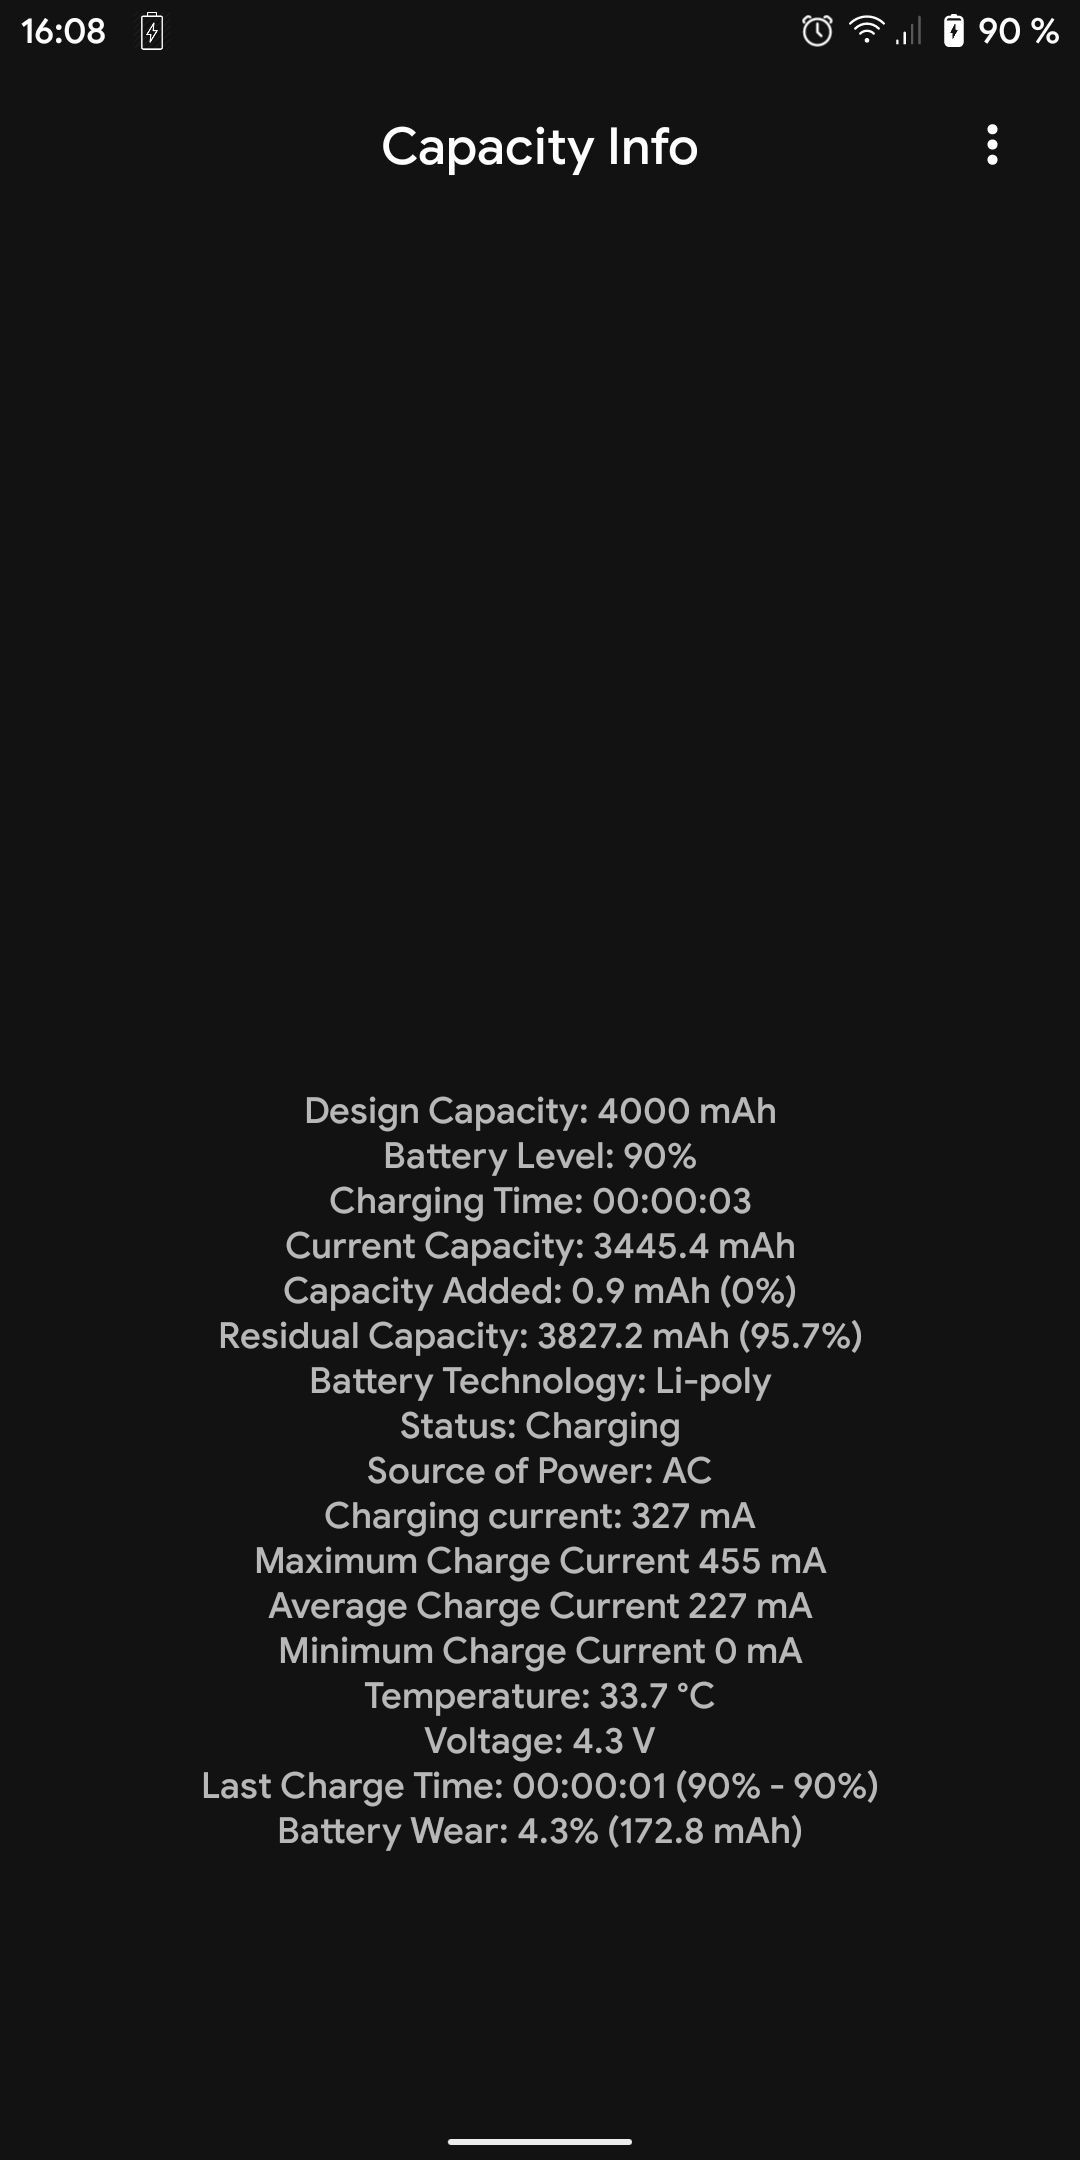 16:08 90 %
Capacity Info
Design Capacity: 4000 mAh
Battery Level: 90%
Charging Time: 00:00:03
Current Capacity: 3445.4 mAh
Capacity Added: 0.9 mAh (0%)
Residual Capacity: 3827.2 mAh (95.7%)
Battery Technology: Li-poly
Status: Charging
Source of Power: AC
Charging current: 327 mA
Maximum Charge Current 455 mA
Average Charge Current 227 mA
Minimum Charge Current 0 mA
Temperature: 33.7 °C
Voltage: 4.3 V
Last Charge Time: 00:00:01 (90% - 90%)
Battery Wear: 4.3% (172.8 mAh)